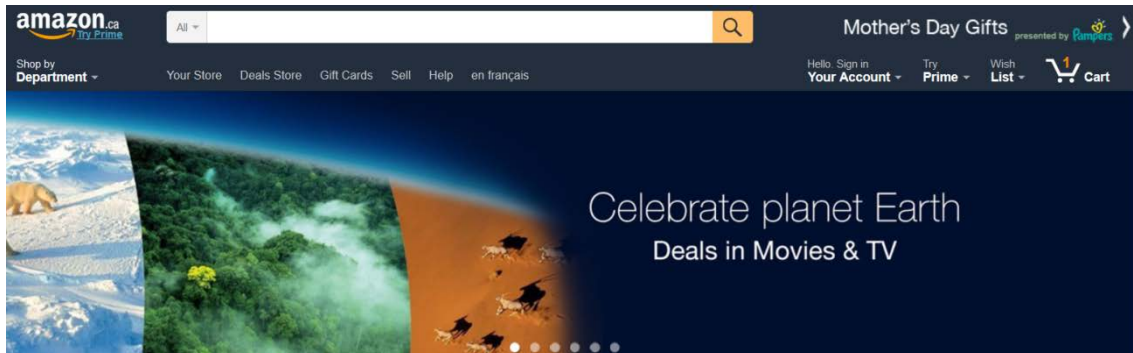 amazon.ca
Try Prime
All
Mother's Day Gifts presented by Pampers
Shop by
Department
Your Store Deals Store Gift Cards Sell Help en français
Hello. Sign in
Your Account
Try
Prime
Wish
List
1
Cart
Celebrate planet Earth
Deals in Movies & TV